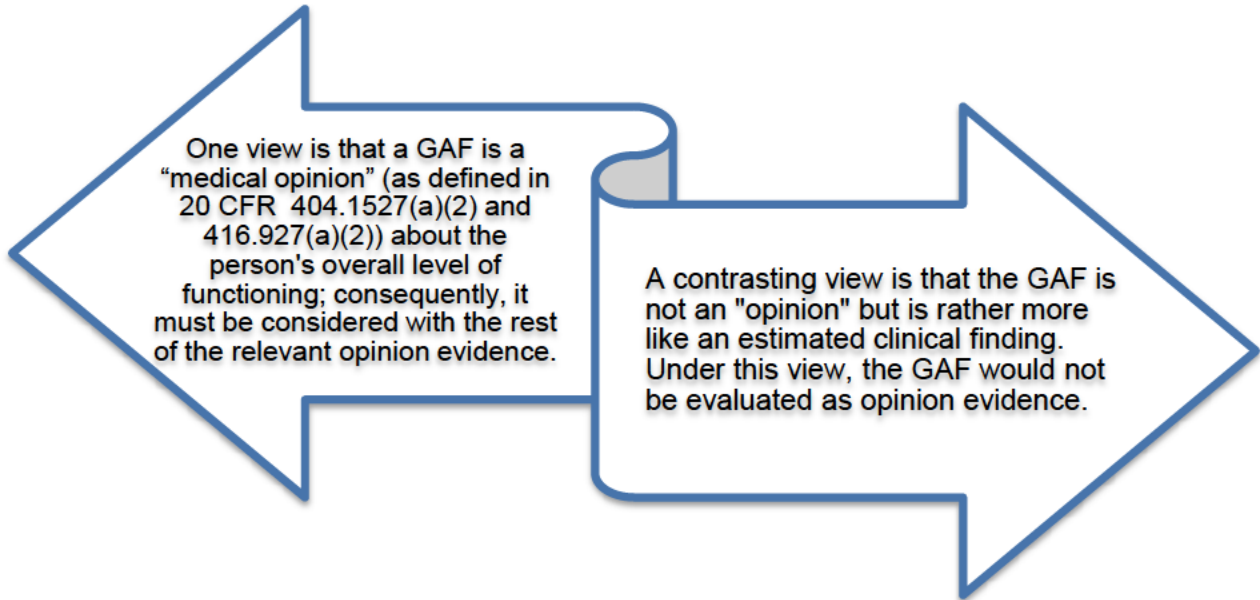 One view is that a GAF is a
“medical opinion” (as defined in
20 CFR  404.1527(a)(2) and
416.927(a)(2)) about the
person's overall level of
functioning; consequently, it
must be considered with the rest
of the relevant opinion evidence.
A contrasting view is that the GAF is
not an "opinion" but is rather more
like an estimated clinical finding.
Under this view, the GAF would not
be evaluated as opinion evidence.